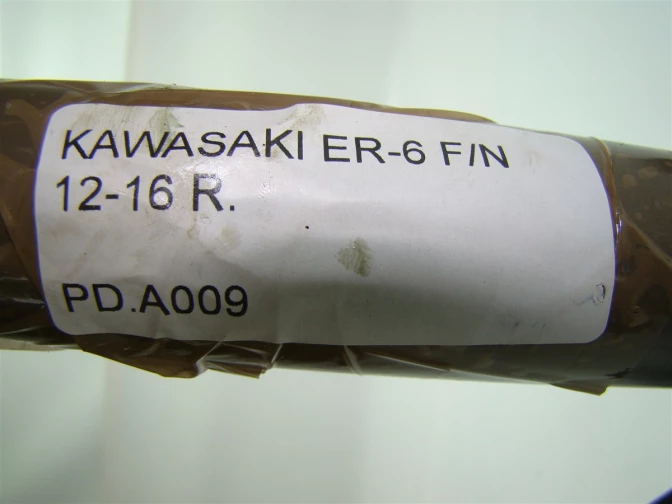 KAWASAKI ER-6 F/N
12-16 R.
PD.A009